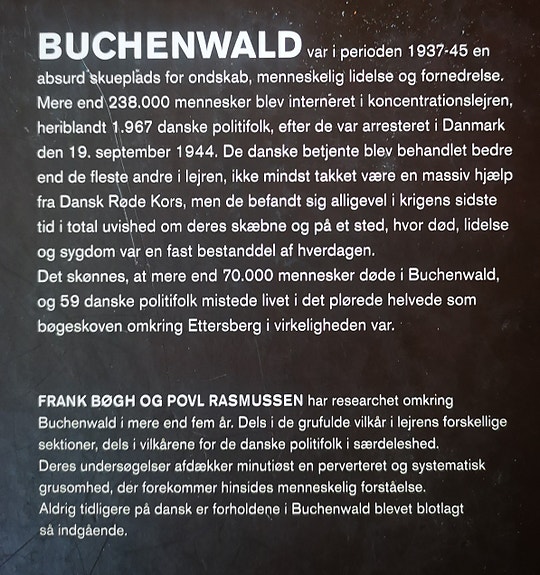 BUCHENWALD var i perioden 1937-45 en
absurd skueplads for ondskab, menneskelig lidelse og fornedrelse.
Mere end 238.000 mennesker blev interneret i koncentrationslejren,
heriblandt 1.967 danske politifolk, efter de var arresteret i Danmark
den 19. september 1944. De danske betjente blev behandlet bedre
end de fleste andre i lejren, ikke mindst takket være en massiv hjælp
fra Dansk Røde Kors, men de befandt sig alligevel i krigens sidste
tid i total uvished om deres skæbne og på et sted, hvor død, lidelse
og sygdom var en fast bestanddel af hverdagen.
Det skønnes, at mere end 70.000 mennesker døde i Buchenwald,
og 59 danske politifolk mistede livet i det plørede helvede som
bøgeskoven omkring Ettersberg i virkeligheden var.
FRANK BØGH OG POVL RASMUSSEN har researchet omkring
Buchenwald i mere end fem år. Dels i de grufulde vilkår i lejrens forskellige
sektioner, dels i vilkårene for de danske politifolk i særdeleshed.
Deres undersøgelser afdækker minutiøst en perverteret og systematisk
grusomhed, der forekommer hinsides menneskelig forståelse.
Aldrig tidligere på dansk er forholdene i Buchenwald blevet blotlagt
så indgående.